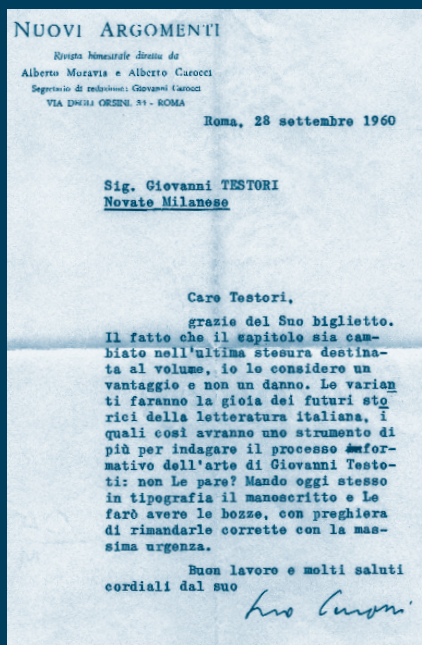 NUOVI ARGOMENTI
Rivista bimestrale diretta da
Alberto Moravia e Alberto Carocci
Segretario di redazione: Giovanni Carocci
VIA DEGLI ORSINI, 34 - ROMA
Roma, 28 settembre 1960
Sig. Giovanni TESTORI
Novate Milanese
Caro Testori,
grazie del Suo biglietto.
Il fatto che il capitolo sia cam-
biato nell'ultima stesura destina-
ta al volume, io lo considero un
vantaggio e non un danno. Le varian
ti faranno la gioia dei futuri sto
rici della letteratura italiana, i
quali così avranno uno strumento di
più per indagare il processo for-
mativo dell'arte di Giovanni Testo-
ti: non Le pare? Mando oggi stesso
in tipografia il manoscritto e Le
farò avere le bozze, con preghiera
di rimandarle corrette con la mas-
sima urgenza.
Buon lavoro e molti saluti
cordiali dal suo